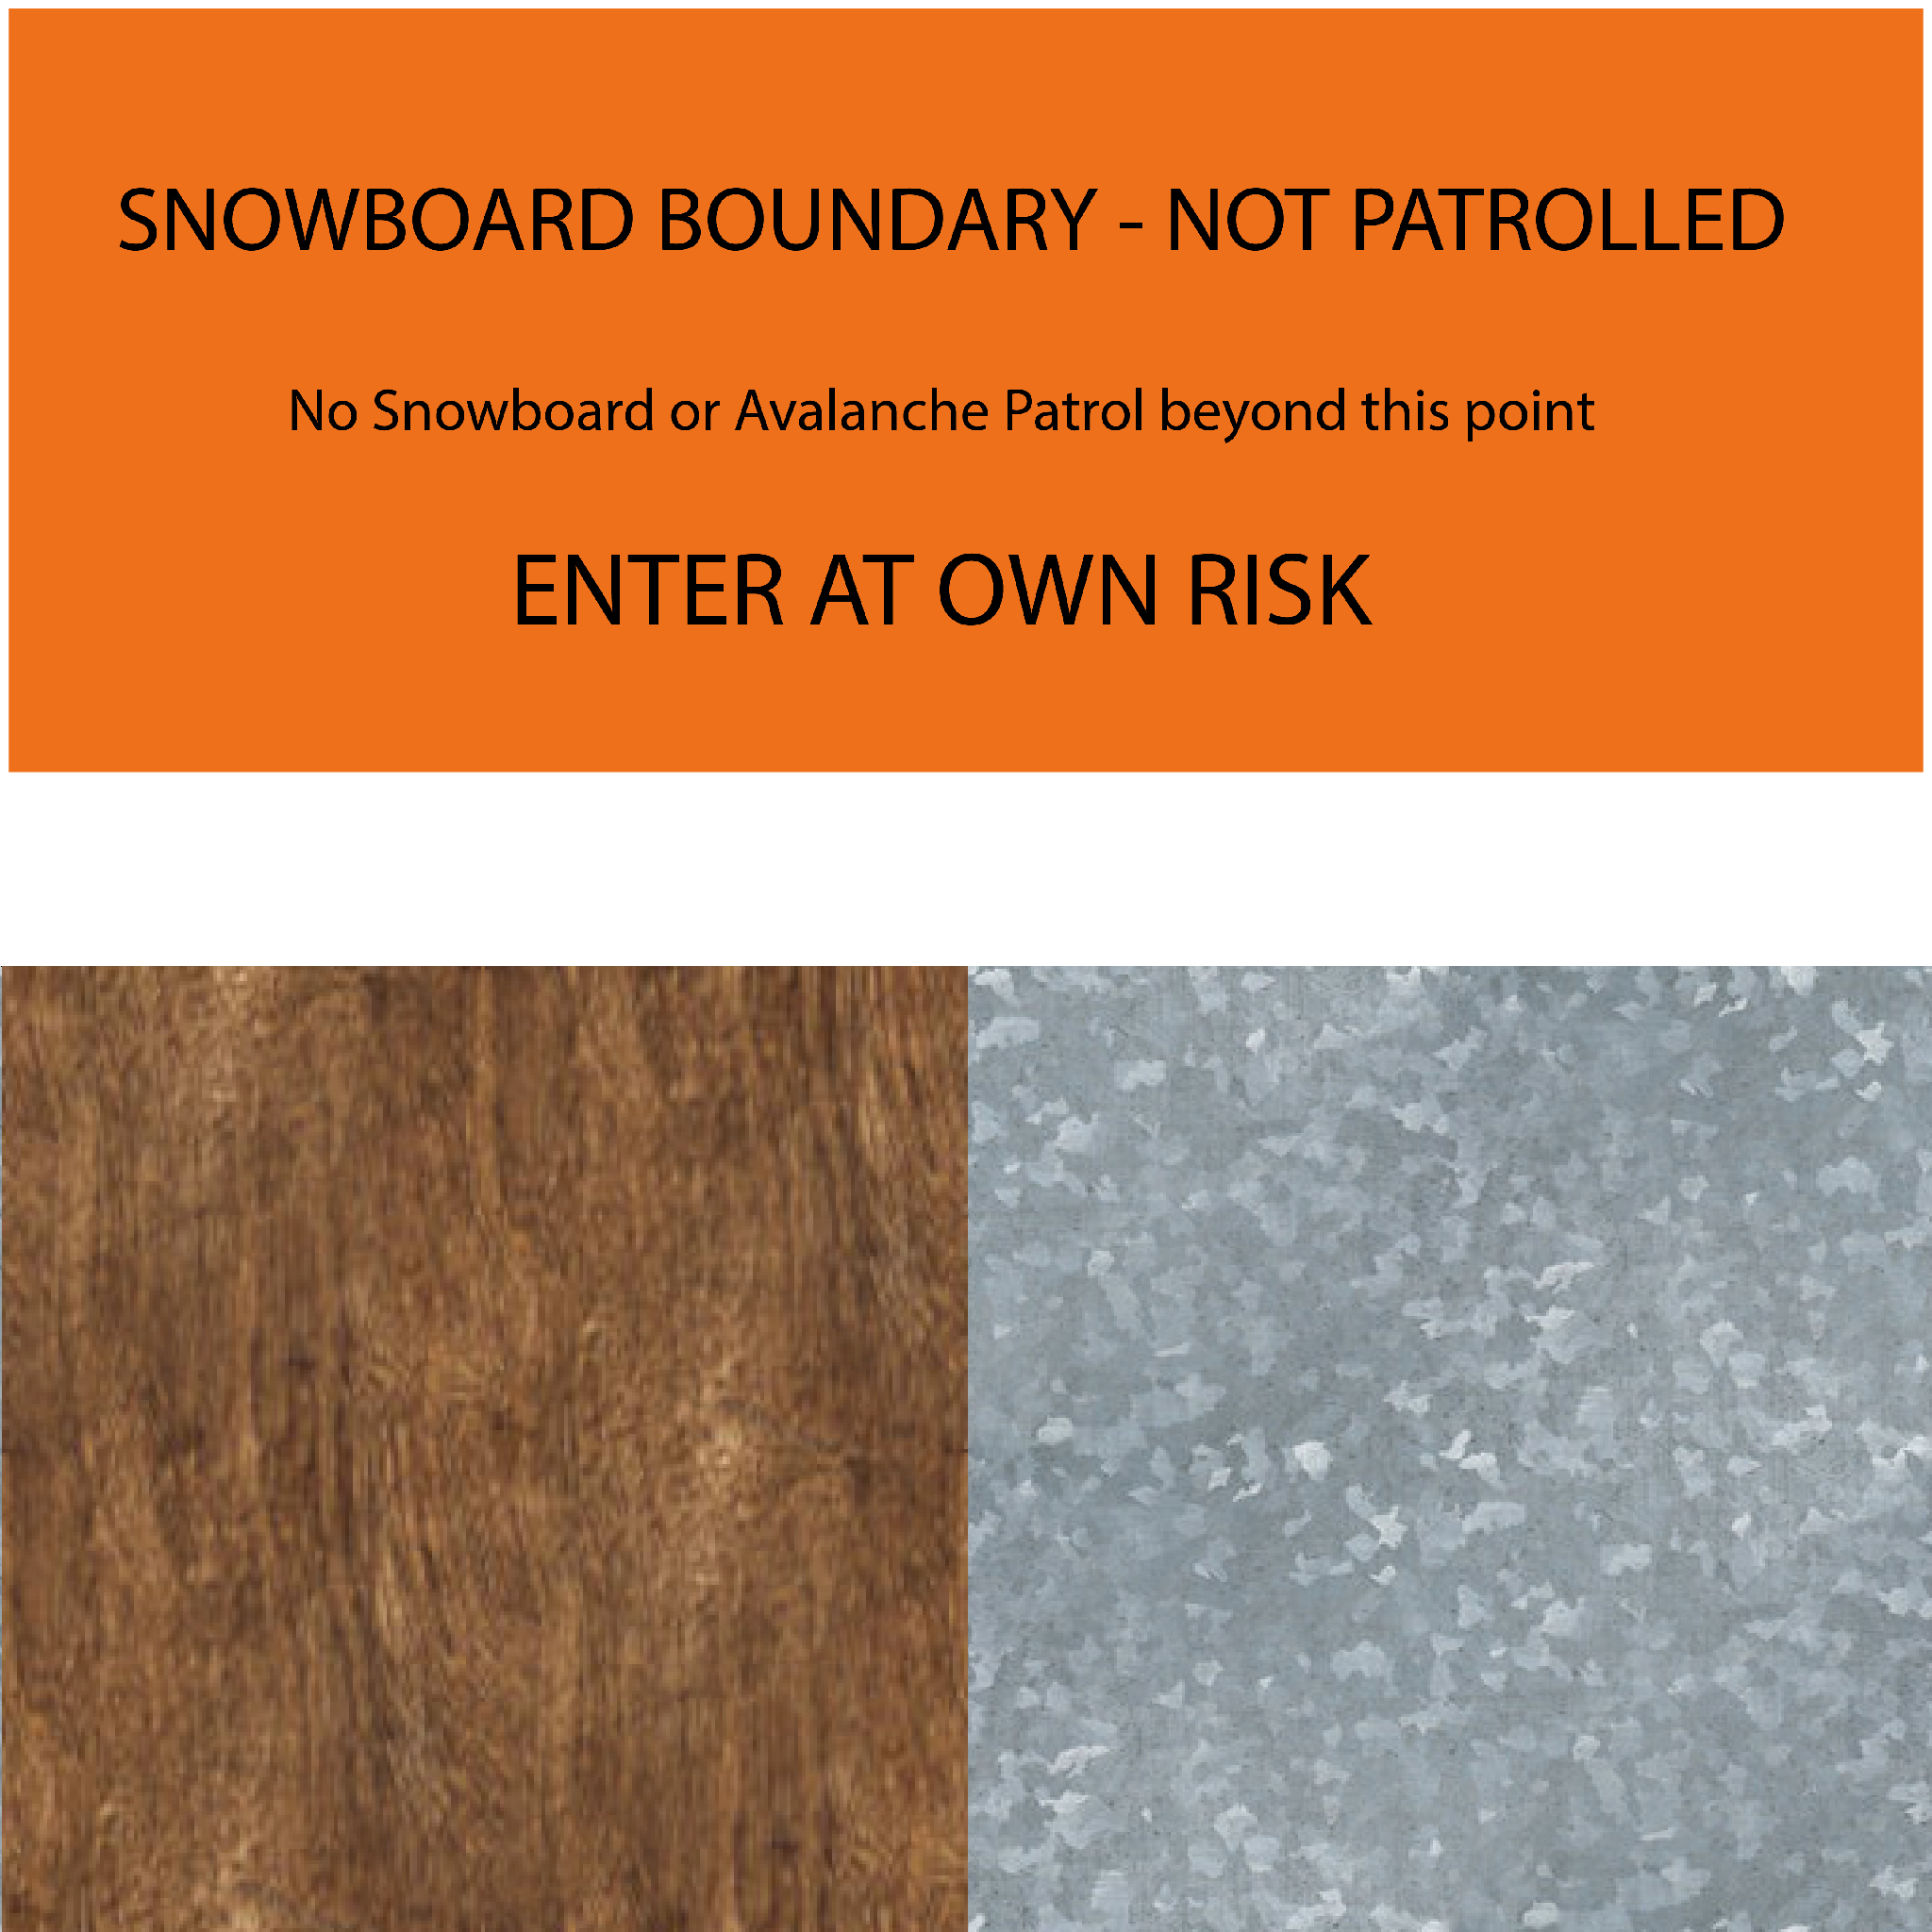 SNOWBOARD BOUNDARY - NOT PATROLLED
No Snowboard or Avalanche Patrol beyond this point
ENTER AT OWN RISK